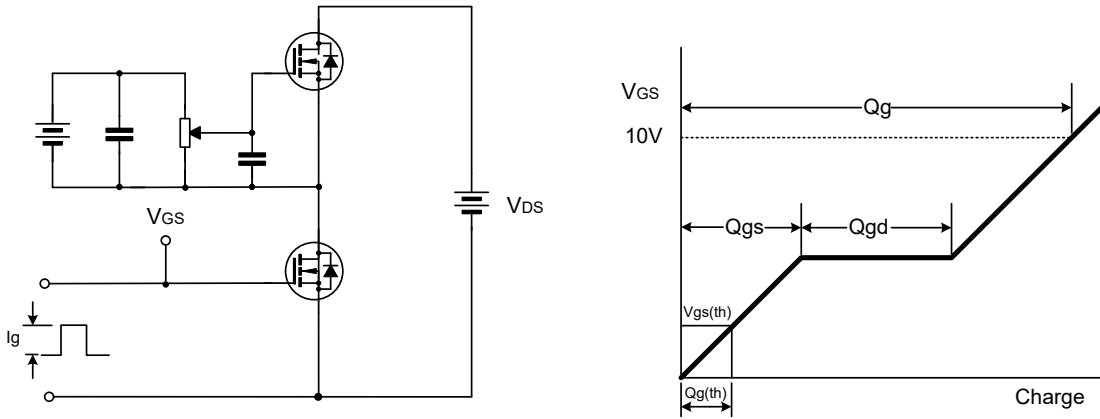 VGS
VDS
Ig
VGS
10V
Qg
Qgs
Qgd
Vgs(th)
Qg(th)
Charge